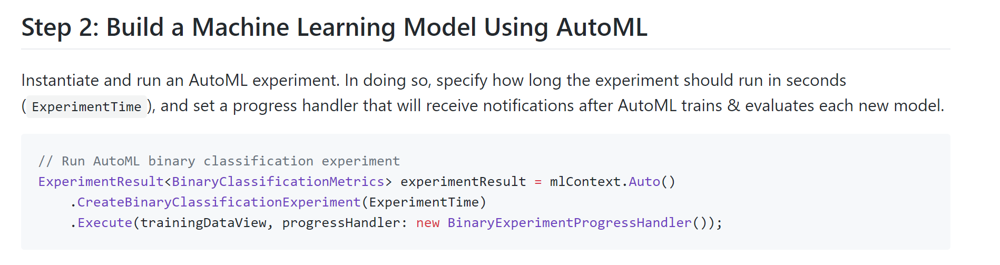 Step 2: Build a Machine Learning Model Using AutoML
Instantiate and run an AutoML experiment. In doing so, specify how long the experiment should run in seconds
(ExperimentTime), and set a progress handler that will receive notifications after AutoML trains & evaluates each new model.
// Run AutoML binary classification experiment
ExperimentResult<BinaryClassificationMetrics> experimentResult = mlContext.Auto()
    .CreateBinaryClassificationExperiment(ExperimentTime)
    .Execute(trainingDataView, progressHandler: new BinaryExperimentProgressHandler());